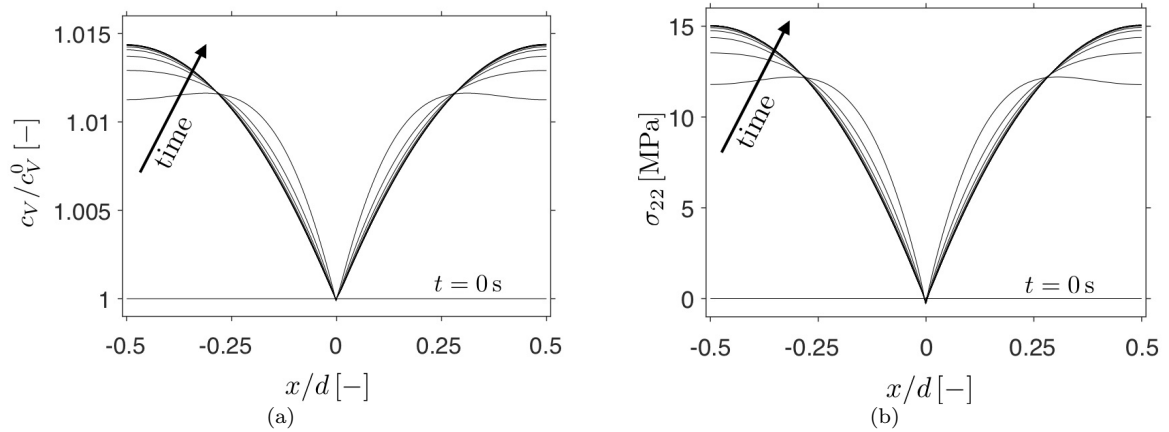 1.015
1.01
1.005
1
c_V/c_V^0 [−]
time
t = 0 s
-0.5 -0.25 0 0.25 0.5
x/d [−]
(a)
15
10
5
0
σ_22 [MPa]
time
t = 0 s
-0.5 -0.25 0 0.25 0.5
x/d [−]
(b)